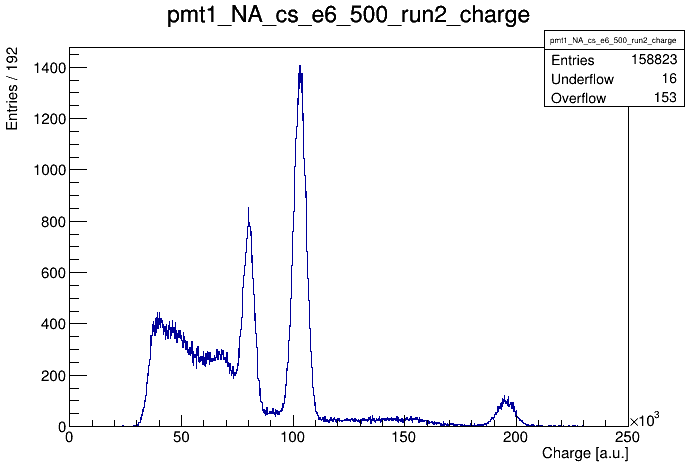 pmt1_NA_cs_e6_500_run2_charge
pmt1_NA_cs_e6_500_run2_charge
Entries 158823
Underflow 16
Overflow 153
Entries / 192
1400
1200
1000
800
600
400
200
0
0 50 100 150 200 250
×10³
Charge [a.u.]